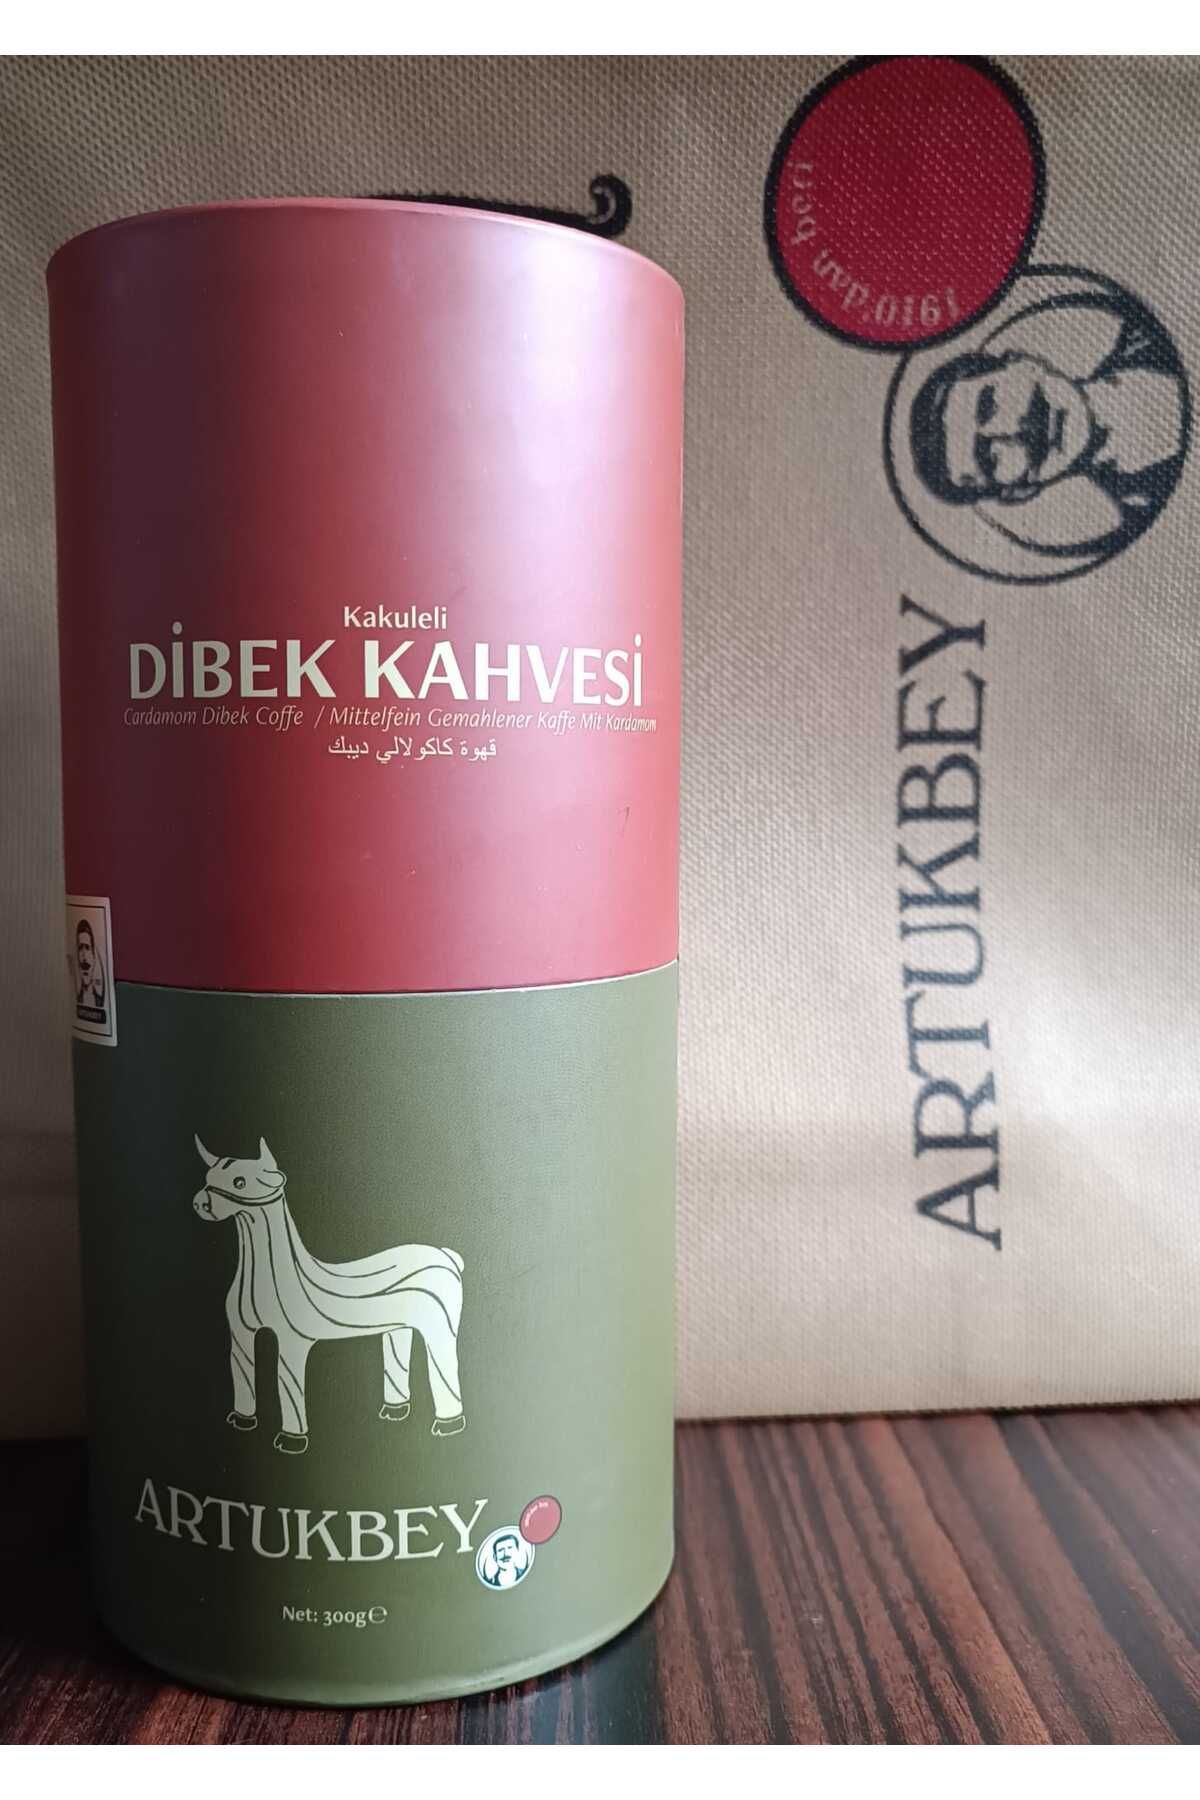 Kakuleli
DİBEK KAHVESİ
Cardamom Dibek Coffe / Mittelfein Gemahlener Kaffe Mit Kardamom
قهوة كاكولالي ديبك
ARTUKBEY
ARTUKBEY
Net: 300g℮
1910'dan beri
ARTUKBEY